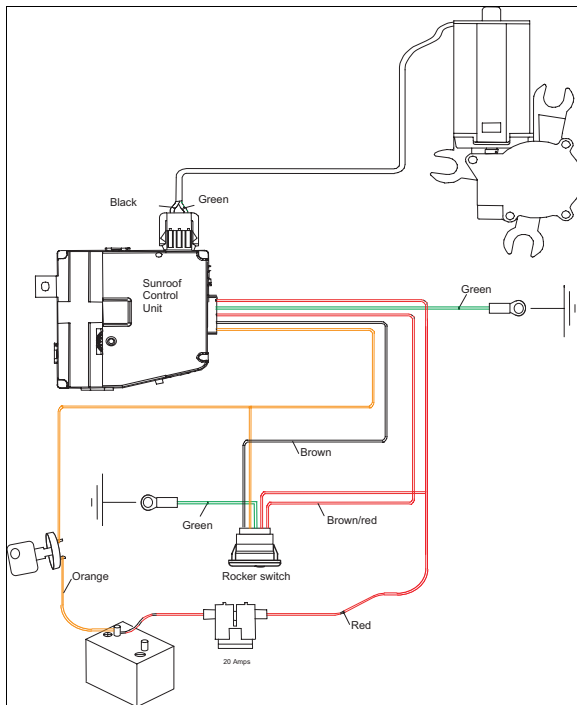 Black
Green
Sunroof
Control
Unit
Green
Brown
Green
Brown/red
Rocker switch
Orange
Red
20 Amps